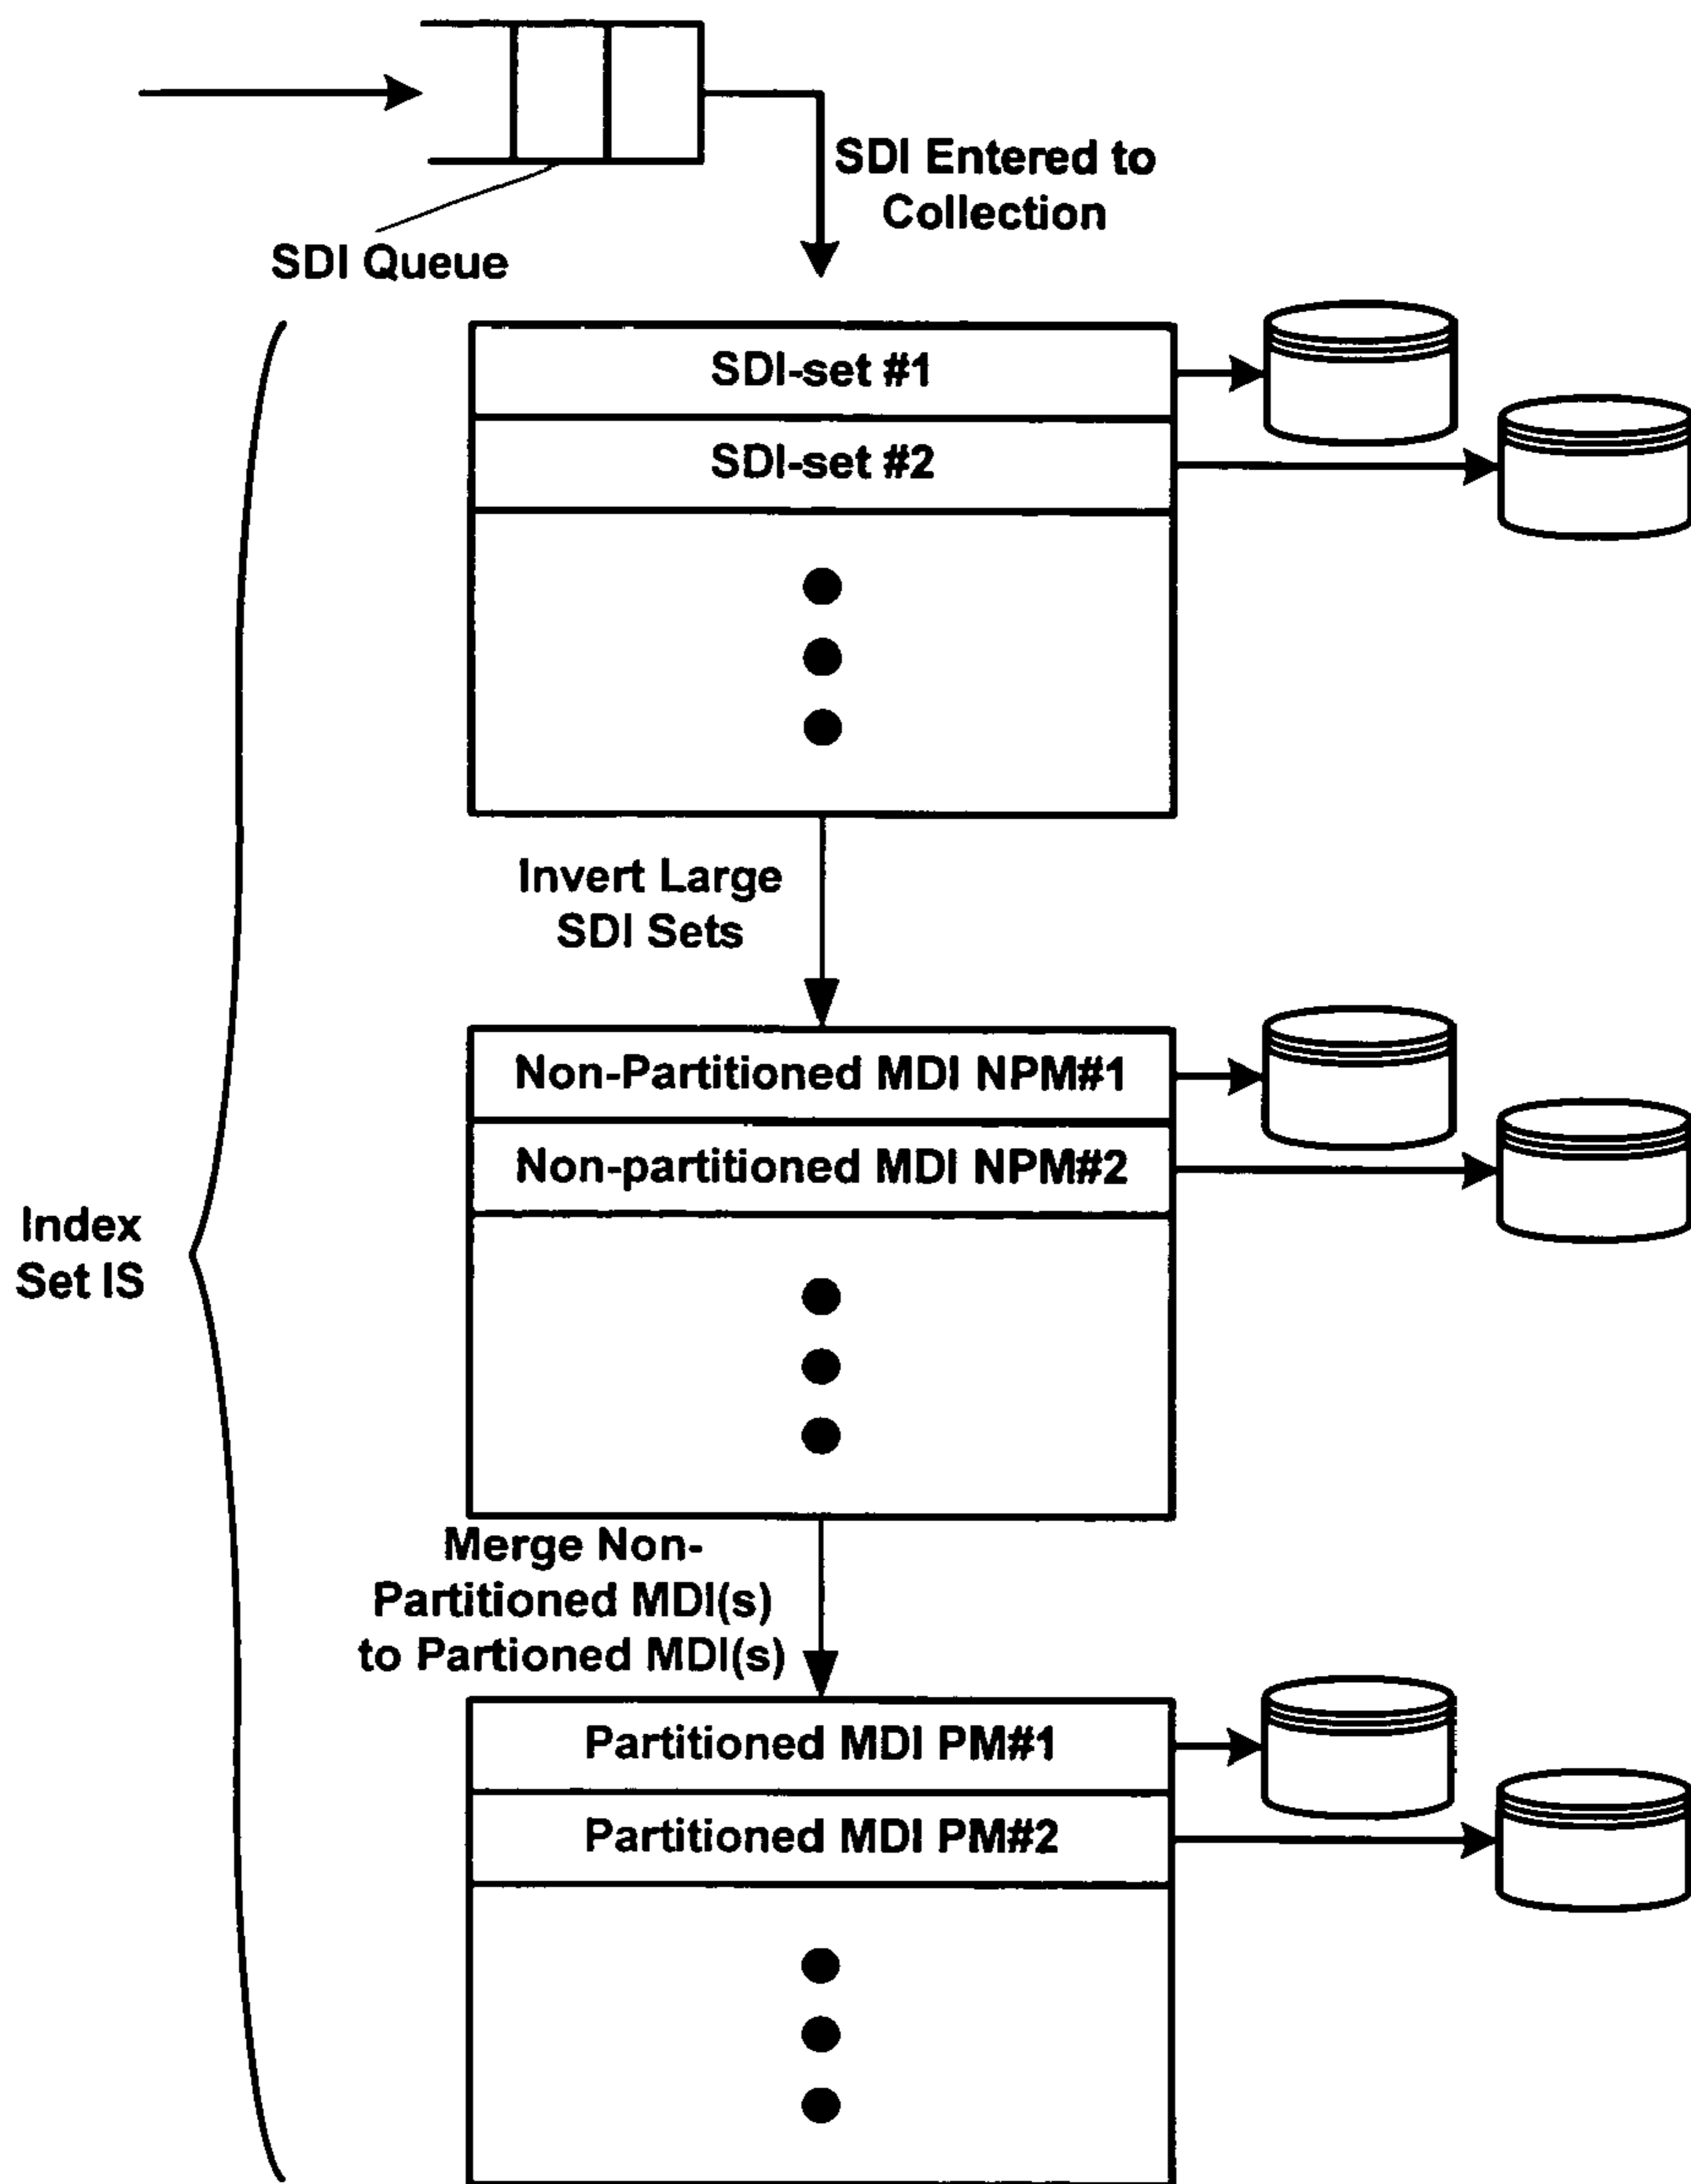 SDI Entered to
Collection
SDI Queue
SDI-set #1
SDI-set #2
Invert Large
SDI Sets
Non-Partitioned MDI NPM#1
Non-partitioned MDI NPM#2
Index
Set IS
Merge Non-
Partitioned MDI(s)
to Partioned MDI(s)
Partitioned MDI PM#1
Partitioned MDI PM#2